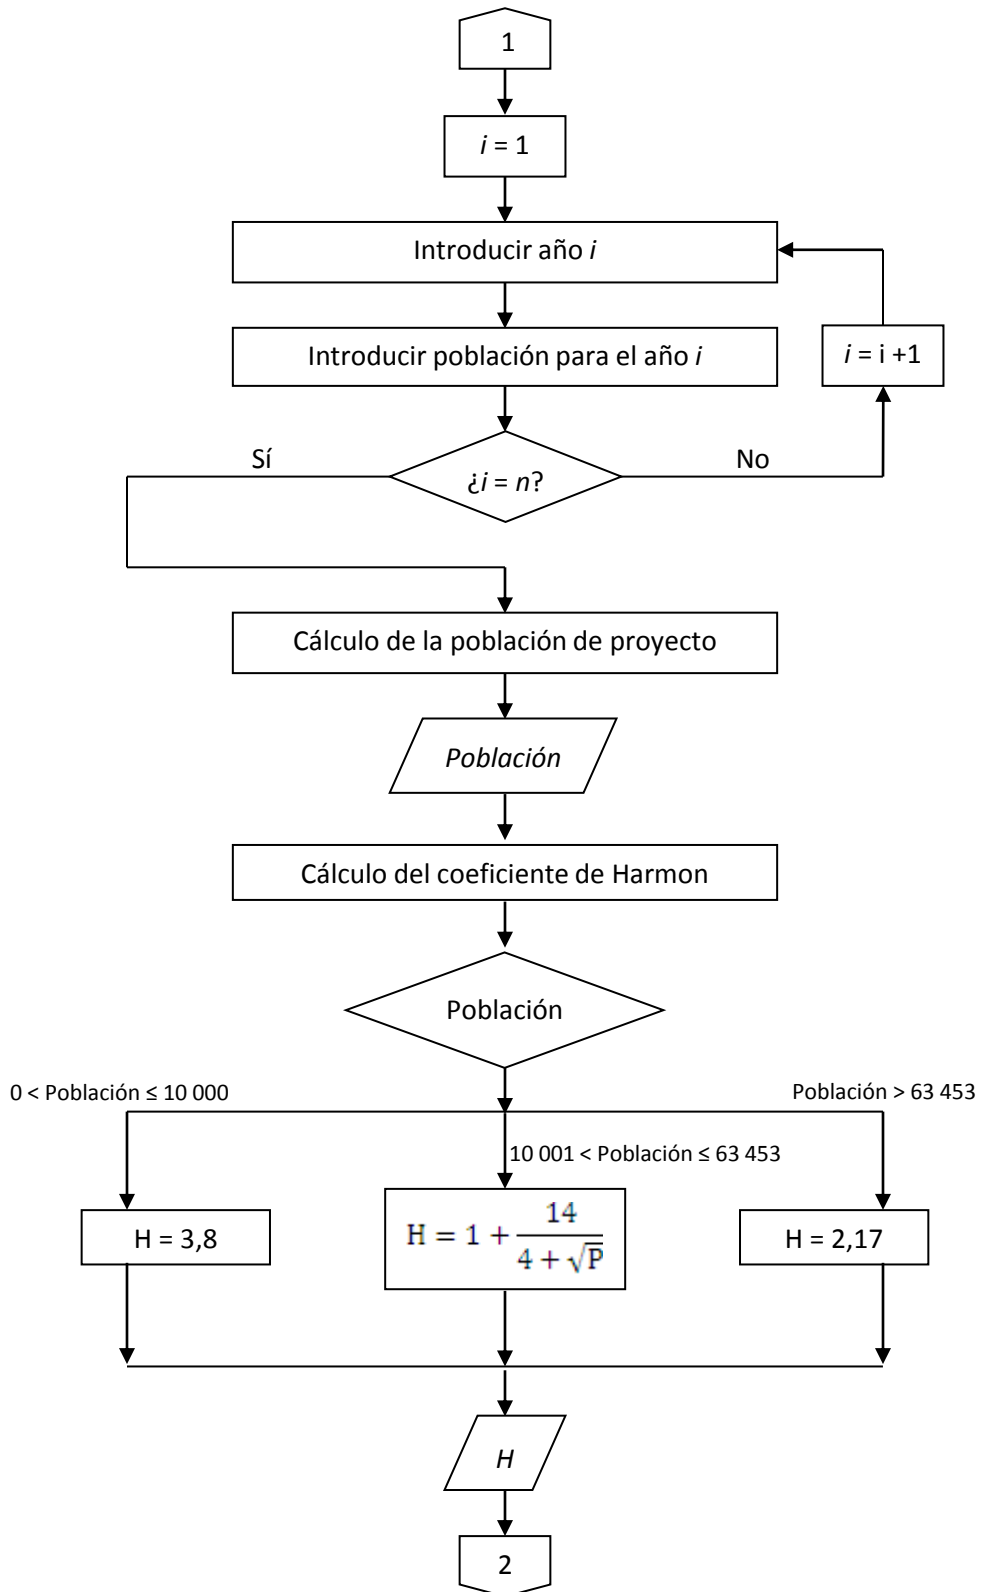 1
i = 1
Introducir año i
Introducir población para el año i
i = i +1
Sí
No
¿i = n?
Cálculo de la población de proyecto
Población
Cálculo del coeficiente de Harmon
Población
0 < Población ≤ 10 000
Población > 63 453
10 001 < Población ≤ 63 453
H = 3,8
H = 1 + 14 / (4 + √P)
H = 2,17
H
2